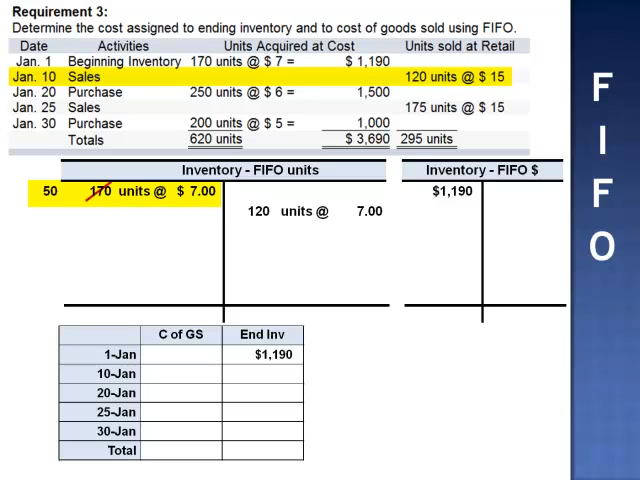 Requirement 3:
Determine the cost assigned to ending inventory and to cost of goods sold using FIFO.
Date Activities Units Acquired at Cost Units sold at Retail
Jan. 1 Beginning Inventory 170 units @ $ 7 = $ 1,190
Jan. 10 Sales 120 units @ $ 15
Jan. 20 Purchase 250 units @ $ 6 = 1,500
Jan. 25 Sales 175 units @ $ 15
Jan. 30 Purchase 200 units @ $ 5 = 1,000
Totals 620 units $ 3,690 295 units
Inventory - FIFO units Inventory - FIFO $
50 170 units @ $ 7.00 $1,190
120 units @ 7.00
C of GS End Inv
1-Jan $1,190
10-Jan
20-Jan
25-Jan
30-Jan
Total
F
I
F
O